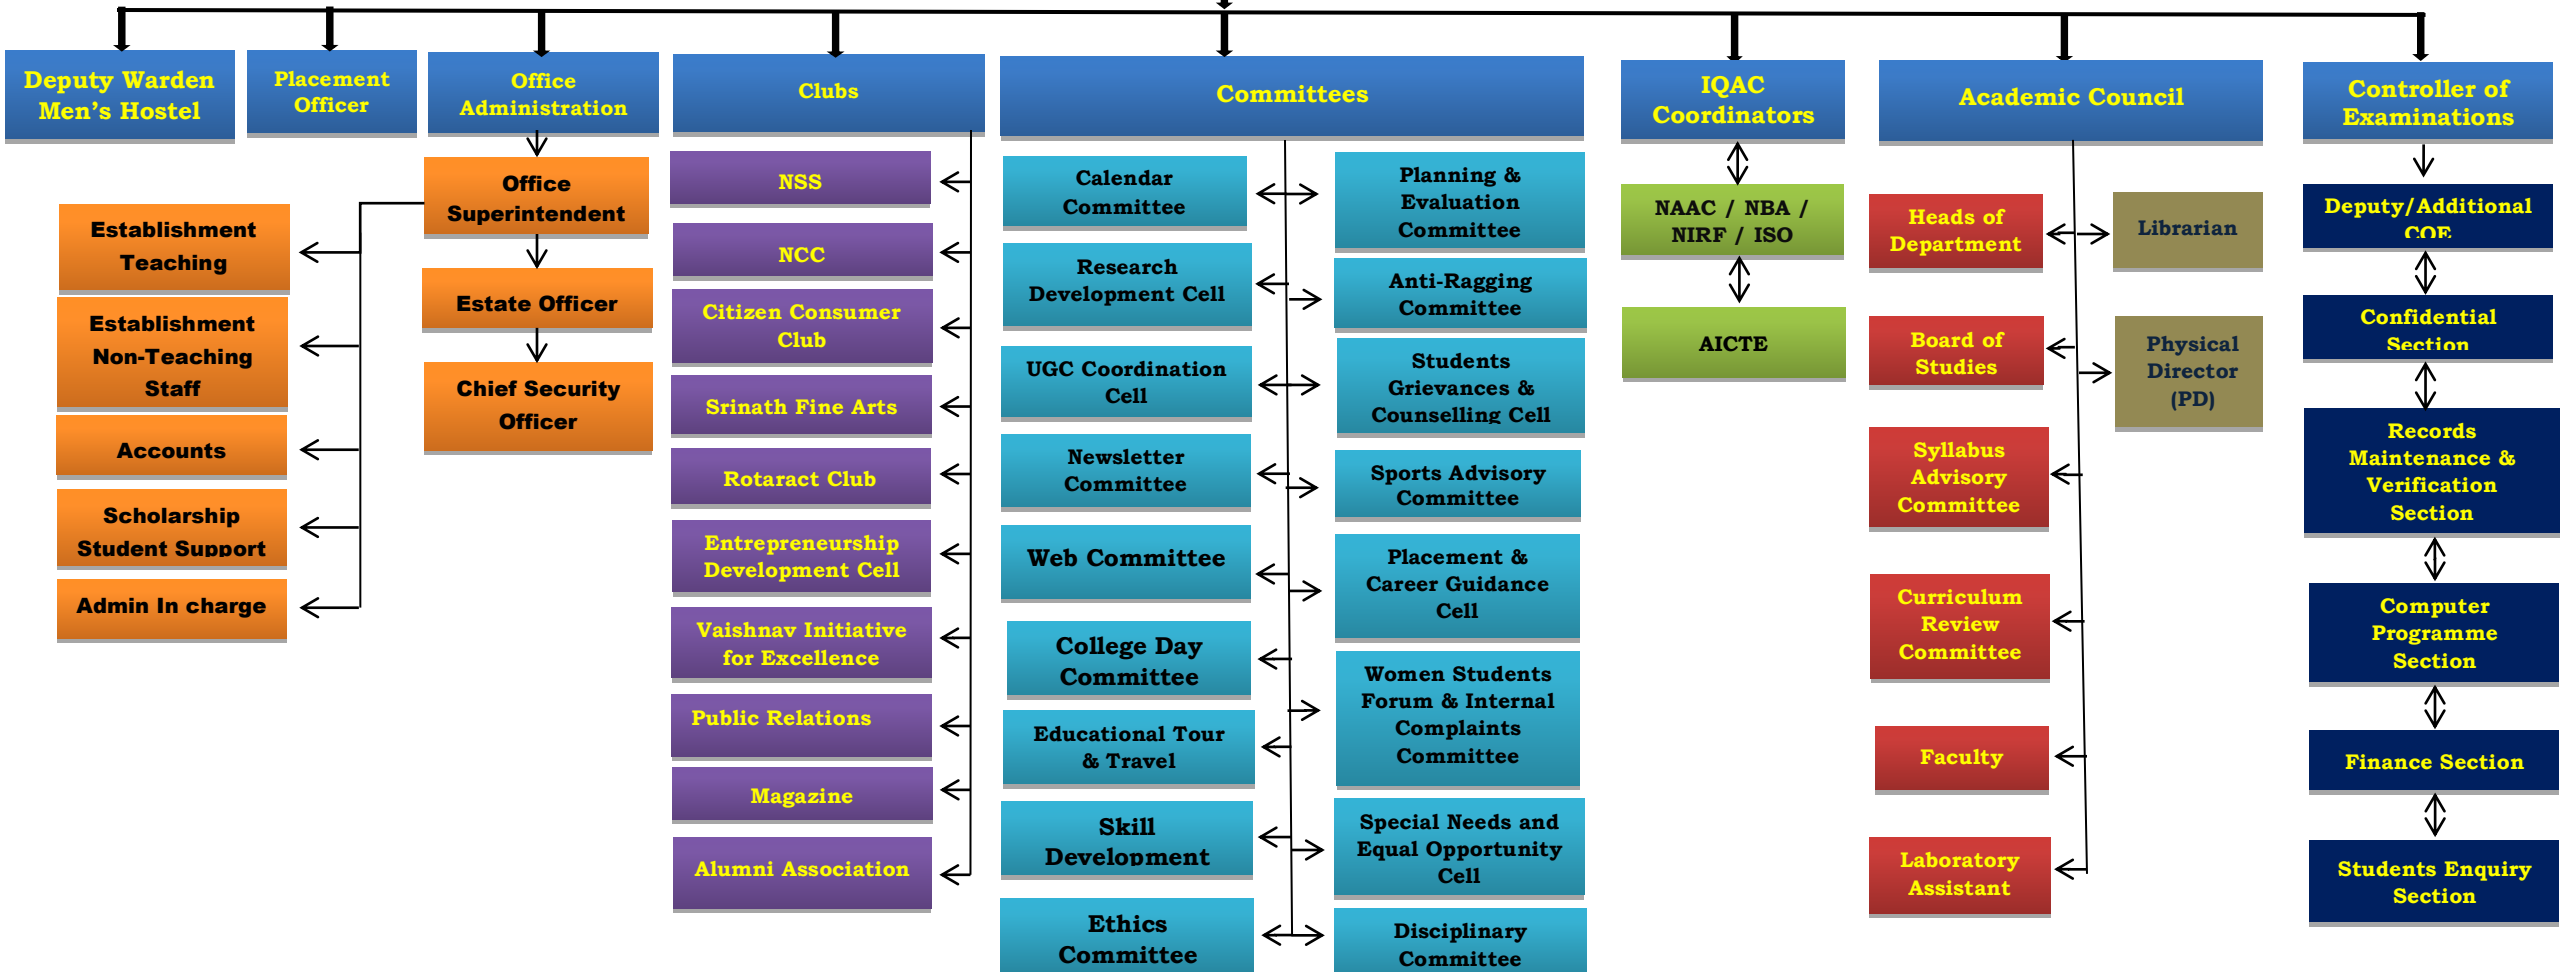 Deputy Warden
Men's Hostel
Placement
Officer
Office
Administration
Clubs
Committees
IQAC
Coordinators
Academic Council
Controller of
Examinations
Office
Superintendent
Estate Officer
Chief Security
Officer
Establishment
Teaching
Establishment
Non-Teaching
Staff
Accounts
Scholarship
Student Support
Admin In charge
NSS
NCC
Citizen Consumer
Club
Srinath Fine Arts
Rotaract Club
Entrepreneurship
Development Cell
Vaishnav Initiative
for Excellence
Public Relations
Magazine
Alumni Association
Calendar
Committee
Research
Development Cell
UGC Coordination
Cell
Newsletter
Committee
Web Committee
College Day
Committee
Educational Tour
& Travel
Skill
Development
Ethics
Committee
Planning &
Evaluation
Committee
Anti-Ragging
Committee
Students
Grievances &
Counselling Cell
Sports Advisory
Committee
Placement &
Career Guidance
Cell
Women Students
Forum & Internal
Complaints
Committee
Special Needs and
Equal Opportunity
Cell
Disciplinary
Committee
NAAC / NBA /
NIRF / ISO
AICTE
Heads of
Department
Board of
Studies
Syllabus
Advisory
Committee
Curriculum
Review
Committee
Faculty
Laboratory
Assistant
Librarian
Physical
Director
(PD)
Deputy/Additional
COE
Confidential
Section
Records
Maintenance &
Verification
Section
Computer
Programme
Section
Finance Section
Students Enquiry
Section